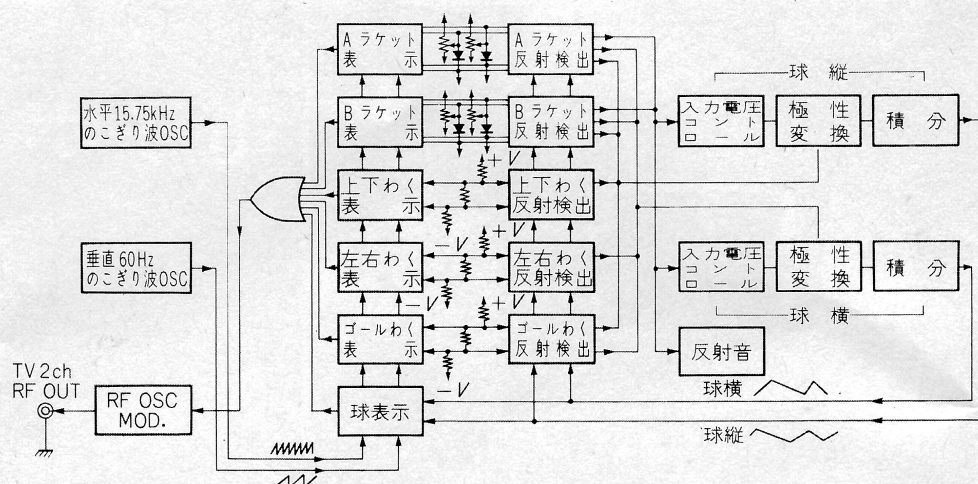 Aラケット
表示
Aラケット
反射検出
球縦
水平15.75kHz
のこぎり波OSC
Bラケット
表示
Bラケット
反射検出
入力電圧
コント
ロール
極性
変換
積分
+V
上下わく
表示
上下わく
反射検出
+V
-V
垂直60Hz
のこぎり波OSC
左右わく
表示
左右わく
反射検出
入力電圧
コント
ロール
極性
変換
積分
-V
+V
球横
ゴールわく
表示
ゴールわく
反射検出
反射音
TV2ch
RF OUT
-V
球横
RF OSC
MOD.
球表示
球縦